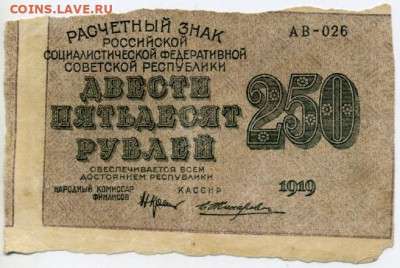 COINS.LAVE.RU
РАСЧЕТНЫЙ ЗНАК
АВ-026
РОССИЙСКОЙ
СОЦИАЛИСТИЧЕСКОЙ ФЕДЕРАТИВНОЙ
СОВЕТСКОЙ РЕСПУБЛИКИ
ДВЕСТИ
ПЯТЬДЕСЯТ
РУБЛЕЙ
250
ОБЕСПЕЧИВАЕТСЯ ВСЕМ
ДОСТОЯНИЕМ РЕСПУБЛИКИ
1919
НАРОДНЫЙ КОМИССАР
ФИНАНСОВ
КАССИР